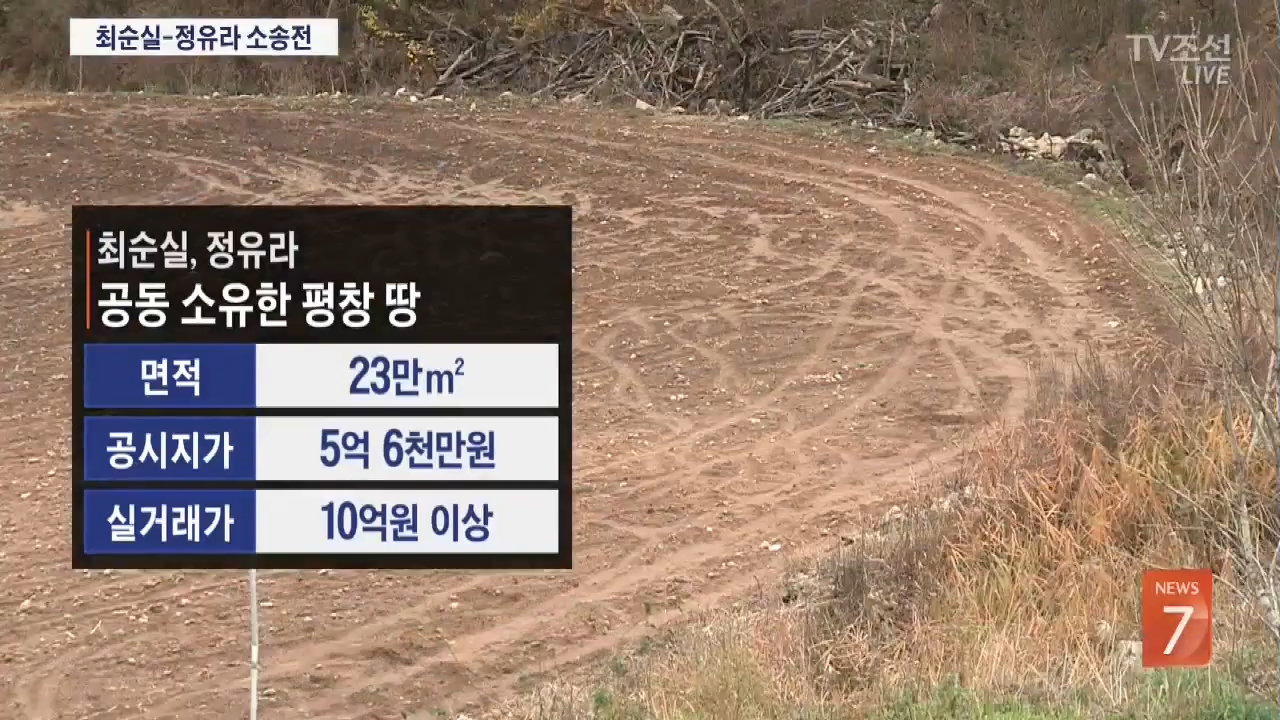 최순실-정유라 소송전
TV조선
LIVE
최순실, 정유라
공동 소유한 평창 땅
면적 23만m²
공시지가 5억 6천만원
실거래가 10억원 이상
NEWS
7